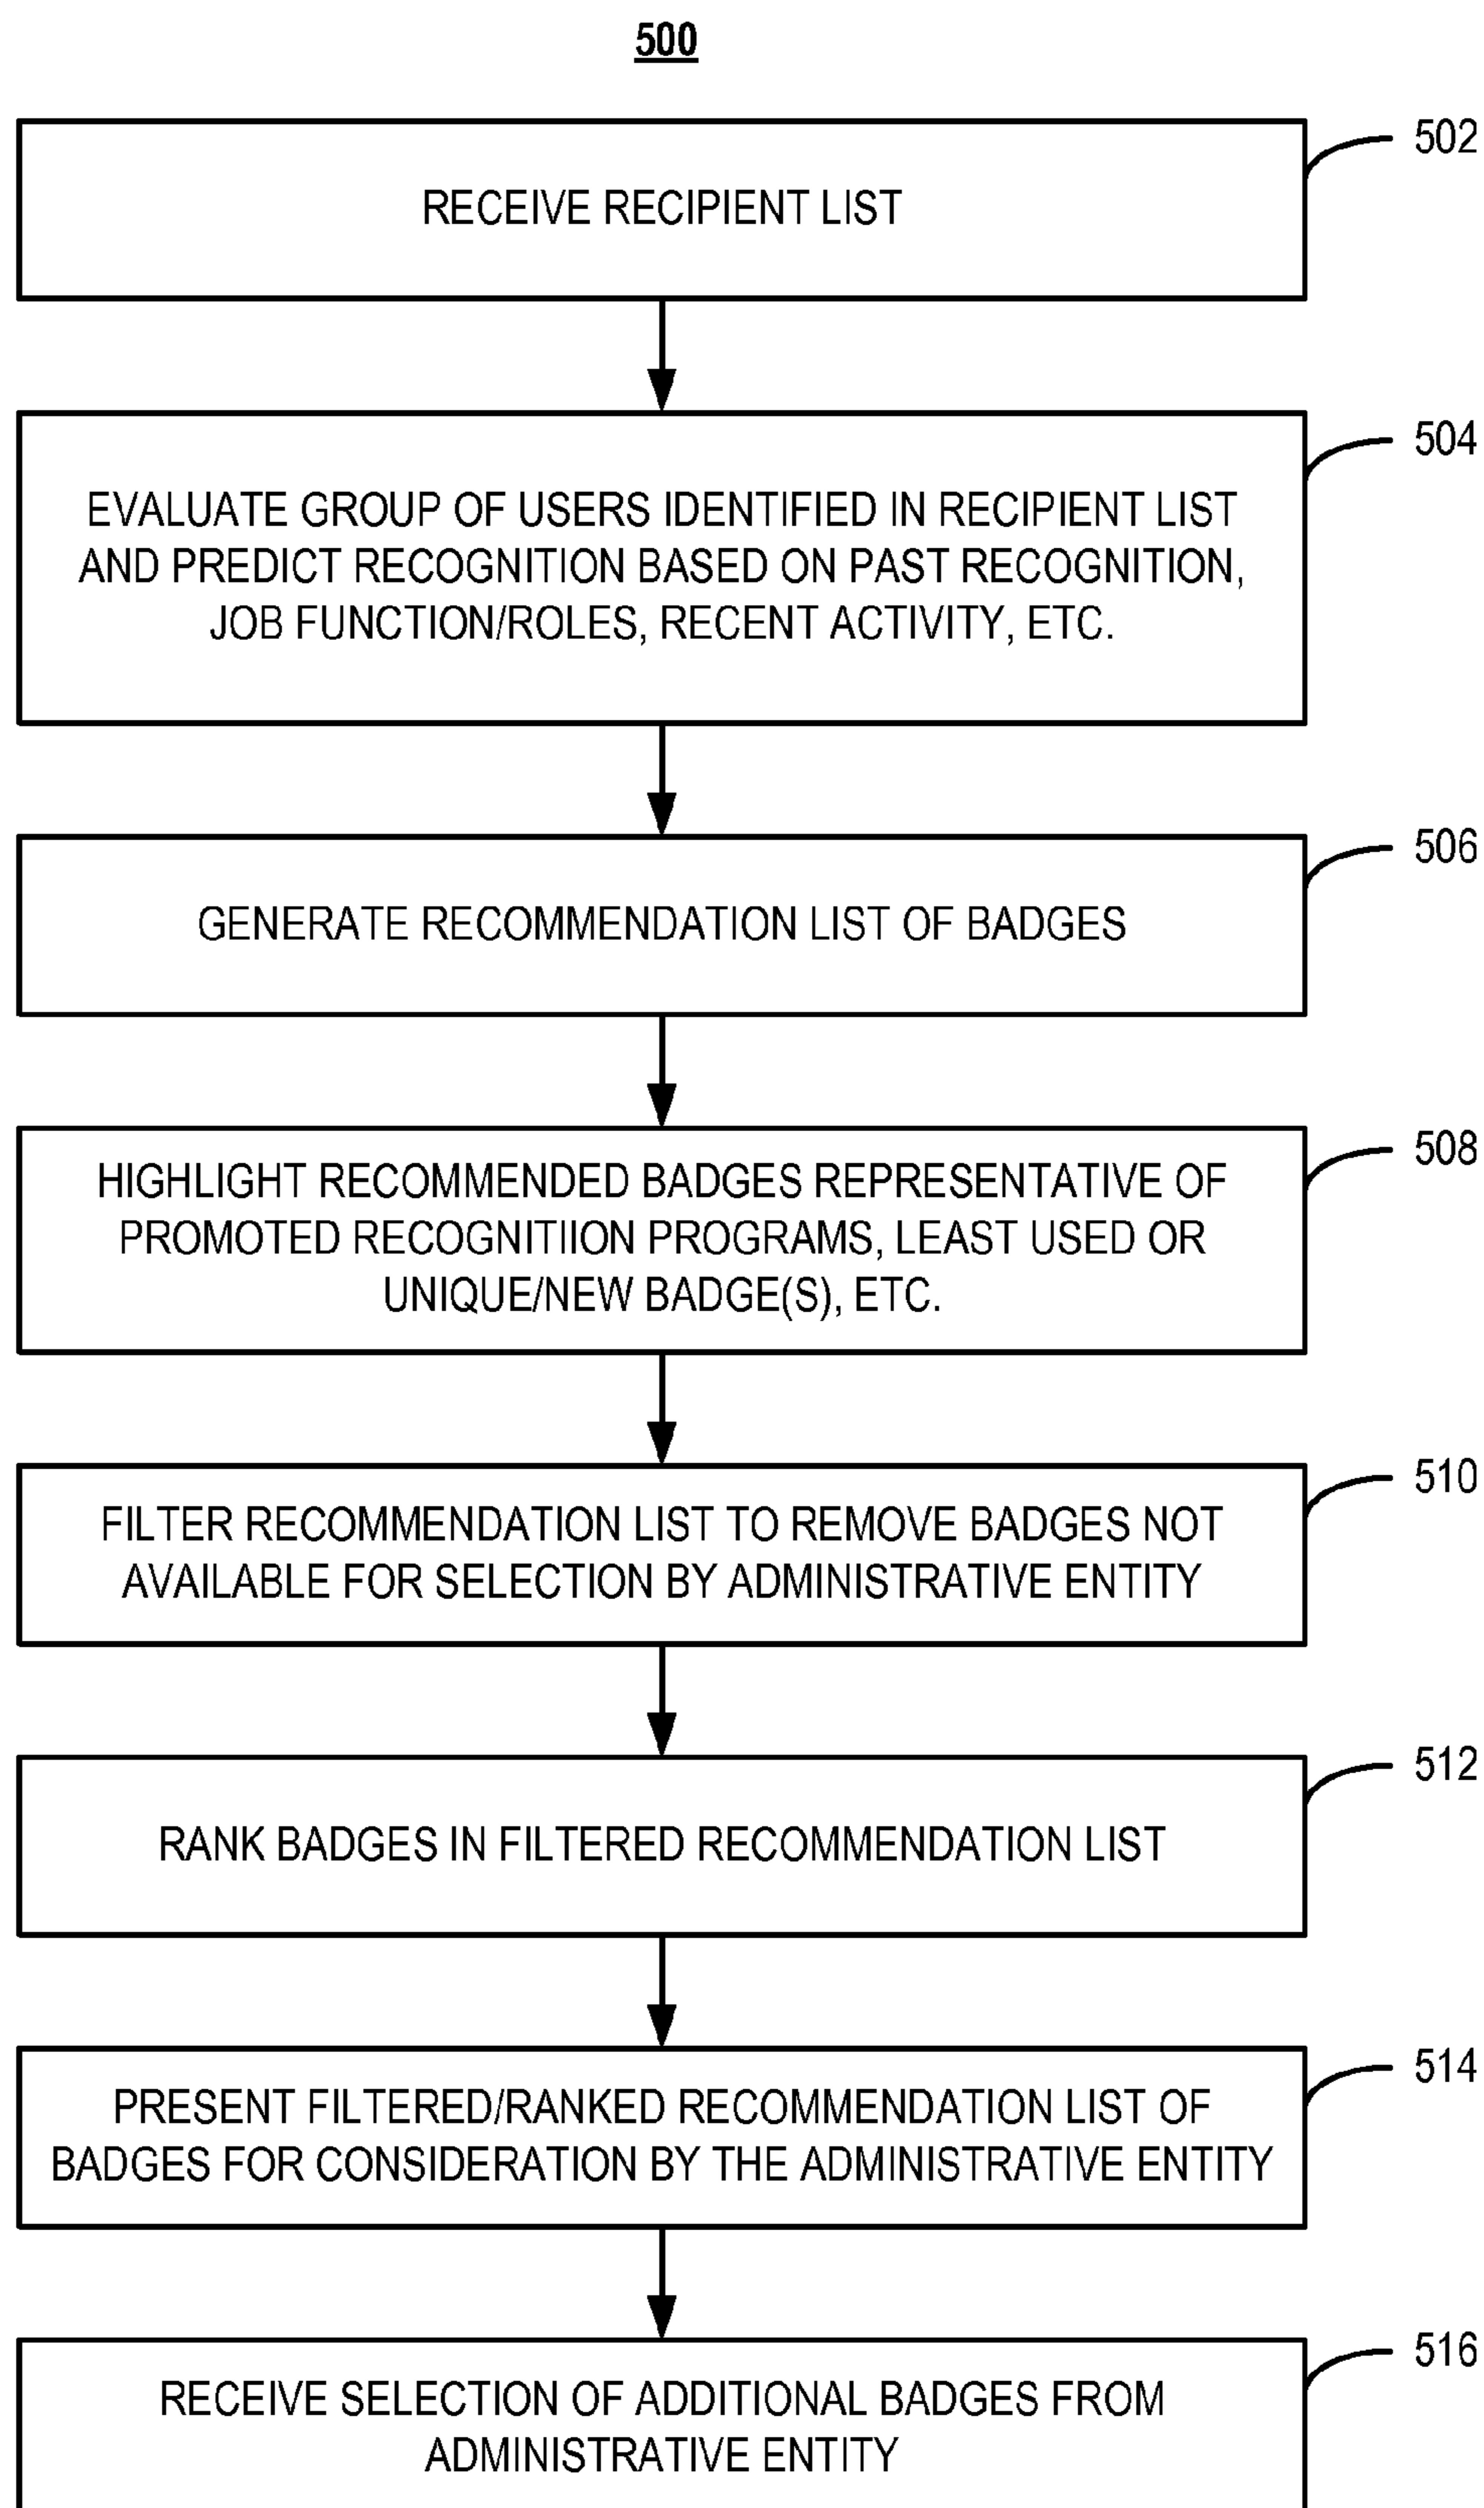 500
502
RECEIVE RECIPIENT LIST
504
EVALUATE GROUP OF USERS IDENTIFIED IN RECIPIENT LIST
AND PREDICT RECOGNITION BASED ON PAST RECOGNITION,
JOB FUNCTION/ROLES, RECENT ACTIVITY, ETC.
506
GENERATE RECOMMENDATION LIST OF BADGES
508
HIGHLIGHT RECOMMENDED BADGES REPRESENTATIVE OF
PROMOTED RECOGNITIION PROGRAMS, LEAST USED OR
UNIQUE/NEW BADGE(S), ETC.
510
FILTER RECOMMENDATION LIST TO REMOVE BADGES NOT
AVAILABLE FOR SELECTION BY ADMINISTRATIVE ENTITY
512
RANK BADGES IN FILTERED RECOMMENDATION LIST
514
PRESENT FILTERED/RANKED RECOMMENDATION LIST OF
BADGES FOR CONSIDERATION BY THE ADMINISTRATIVE ENTITY
516
RECEIVE SELECTION OF ADDITIONAL BADGES FROM
ADMINISTRATIVE ENTITY